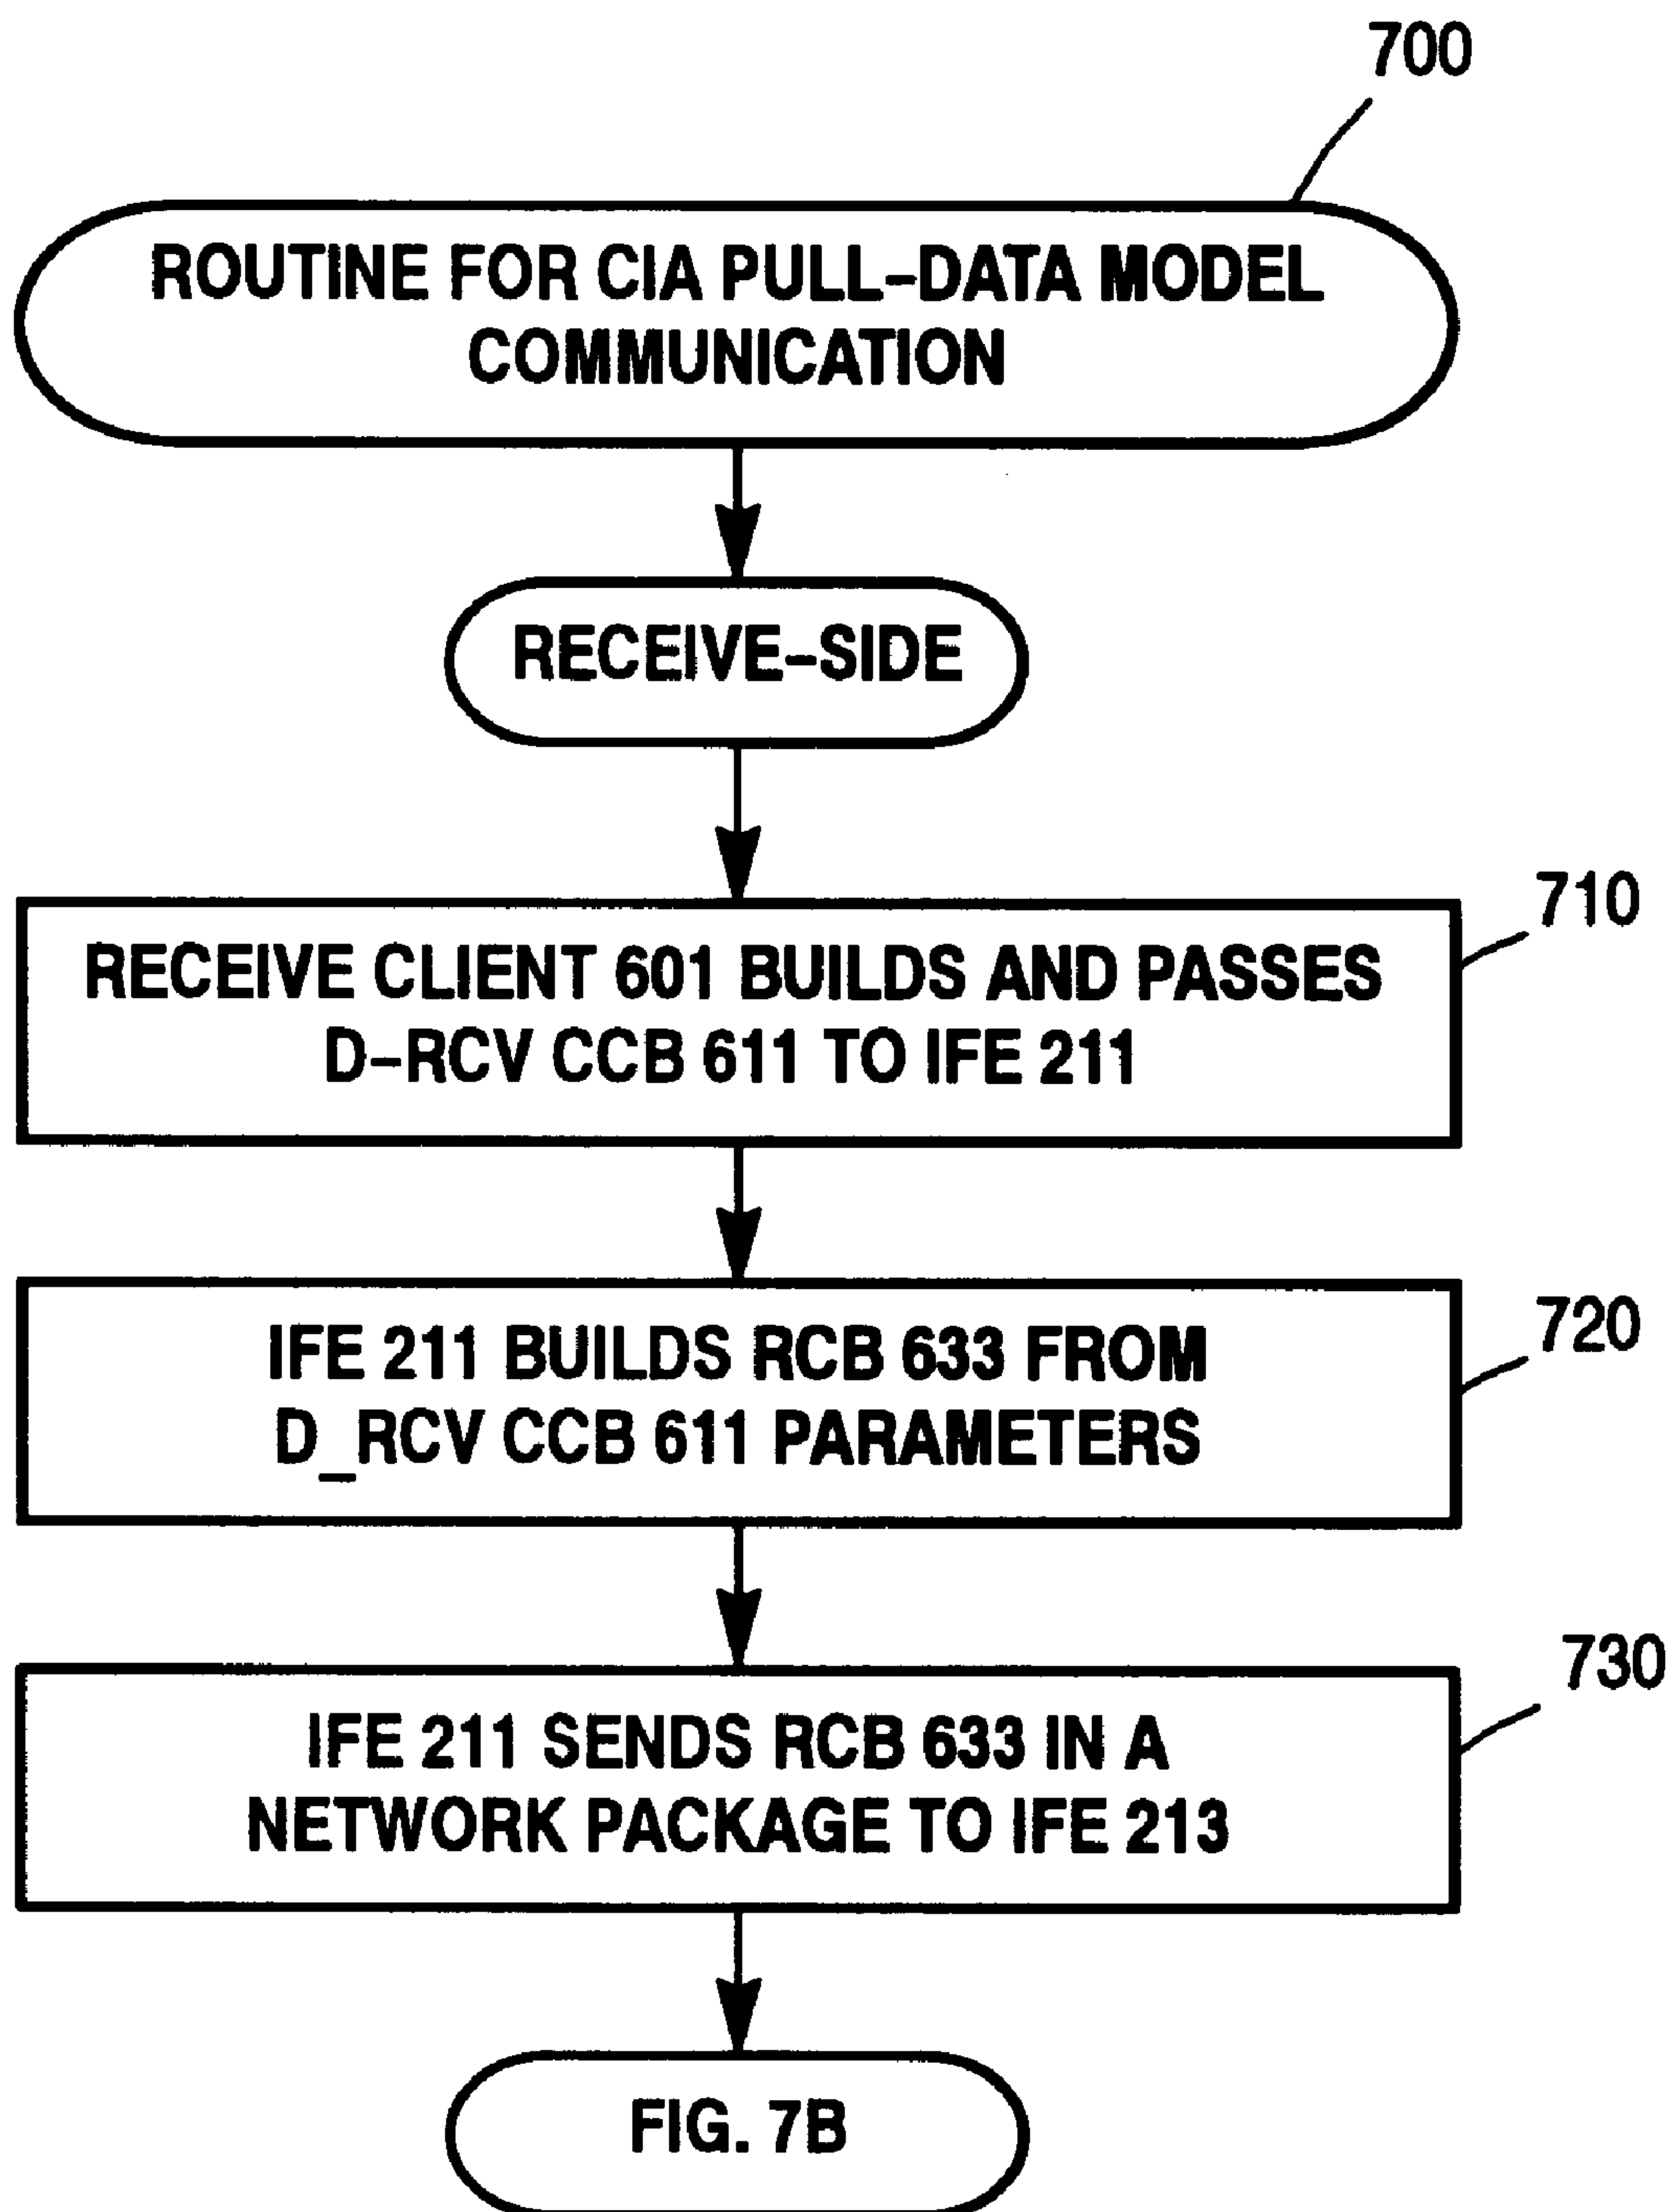 700
ROUTINE FOR CIA PULL-DATA MODEL
COMMUNICATION
RECEIVE-SIDE
710
RECEIVE CLIENT 601 BUILDS AND PASSES
D-RCV CCB 611 TO IFE 211
720
IFE 211 BUILDS RCB 633 FROM
D_RCV CCB 611 PARAMETERS
730
IFE 211 SENDS RCB 633 IN A
NETWORK PACKAGE TO IFE 213
FIG. 7B